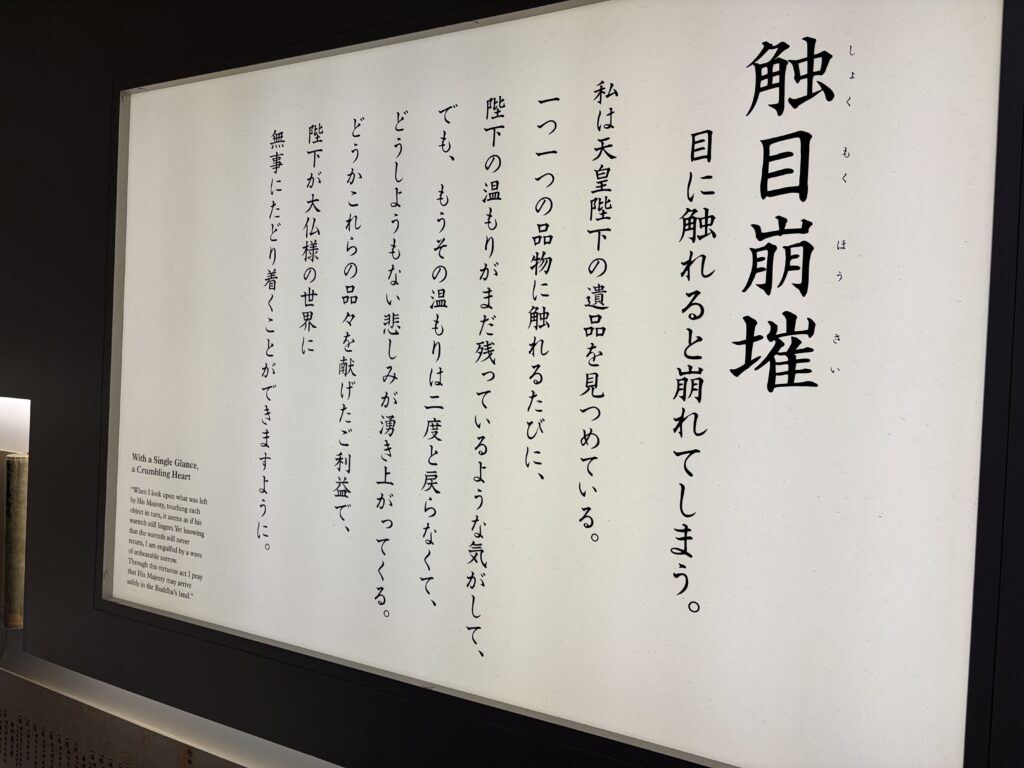 触目崩摧
しょくもくほうさい
目に触れると崩れてしまう。
私は天皇陛下の遺品を見つめている。
一つ一つの品物に触れるたびに、
陛下の温もりがまだ残っているような気がして、
でも、もうその温もりは二度と戻らなくて、
どうしようもない悲しみが湧き上がってくる。
どうかこれらの品々を献げたご利益で、
陛下が大仏様の世界に
無事にたどり着くことができますように。
With a Single Glance,
a Crumbling Heart
“When I look upon what was left
by His Majesty, touching each
object in turn, it seems as if his
warmth still lingers. Yet knowing
that the warmth will never
return, I am engulfed by a wave
of unbearable sorrow.
Through this virtuous act I pray
that His Majesty may arrive
safely in the Buddha’s land.”